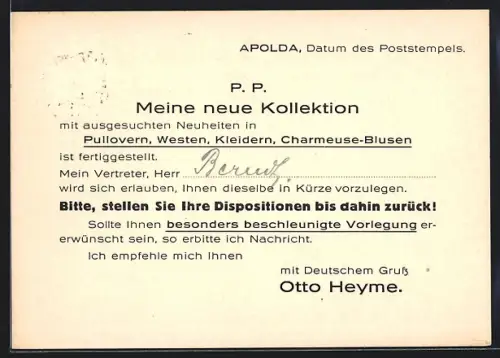 APOLDA, Datum des Poststempels.
P. P.
Meine neue Kollektion
mit ausgesuchten Neuheiten in
Pullovern, Westen, Kleidern, Charmeuse-Blusen
ist fertiggestellt.
Mein Vertreter, Herr
wird sich erlauben, Ihnen dieselbe in Kürze vorzulegen.
Bitte, stellen Sie Ihre Dispositionen bis dahin zurück!
Sollte Ihnen besonders beschleunigte Vorlegung er-
erwünscht sein, so erbitte ich Nachricht.
Ich empfehle mich Ihnen
mit Deutschem Gruß
Otto Heyme.